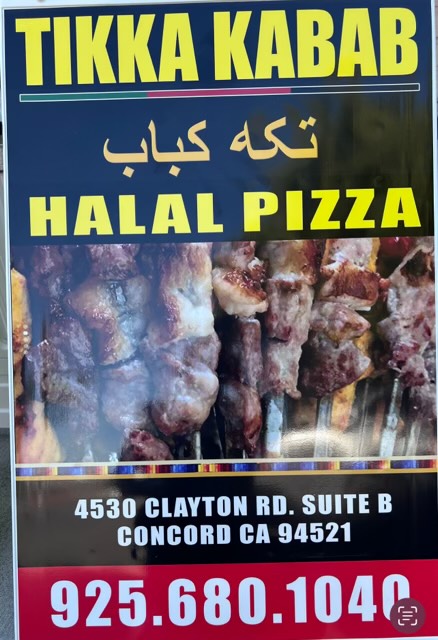 TIKKA KABAB
تکه کباب
HALAL PIZZA
4530 CLAYTON RD. SUITE B
CONCORD CA 94521
925.680.1040